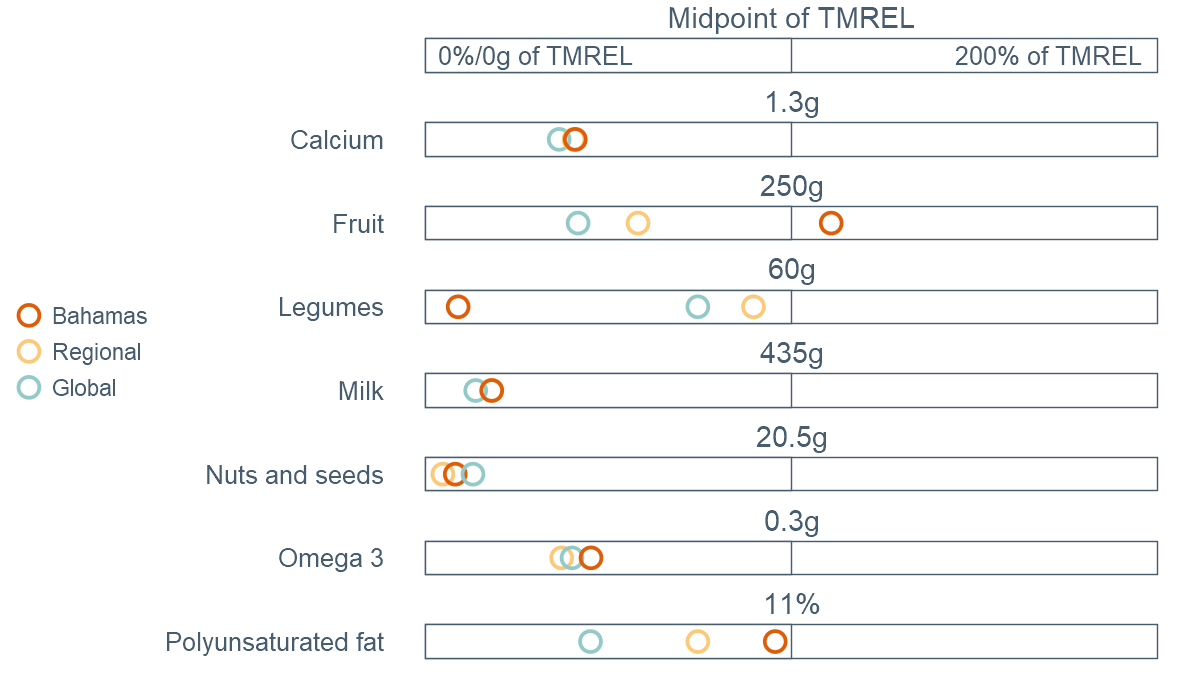 Midpoint of TMREL
0%/0g of TMREL 200% of TMREL
1.3g
Calcium
250g
Fruit
60g
Legumes
435g
Milk
20.5g
Nuts and seeds
0.3g
Omega 3
11%
Polyunsaturated fat
Bahamas
Regional
Global